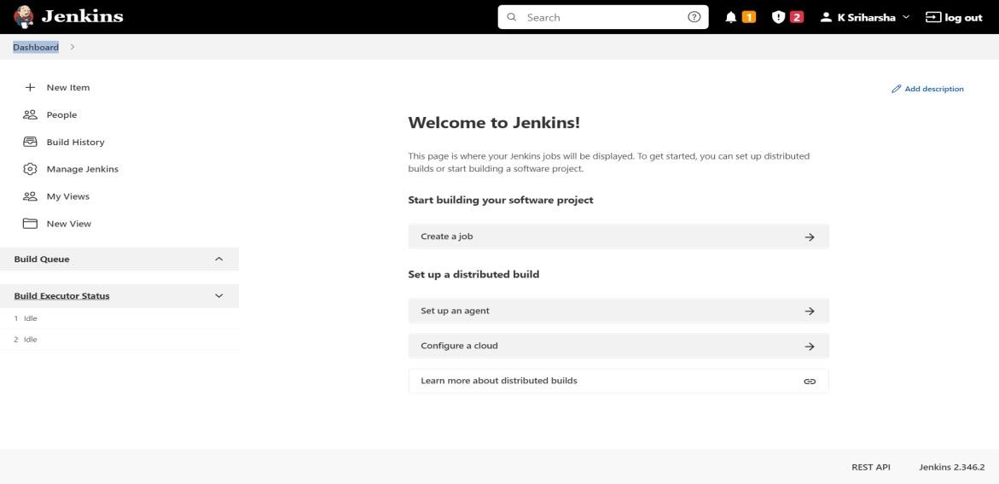 Jenkins
Search
1
2
K Sriharsha
log out
Dashboard
New Item
People
Build History
Manage Jenkins
My Views
New View
Build Queue
Build Executor Status
1 Idle
2 Idle
Add description
Welcome to Jenkins!
This page is where your Jenkins jobs will be displayed. To get started, you can set up distributed
builds or start building a software project.
Start building your software project
Create a job
Set up a distributed build
Set up an agent
Configure a cloud
Learn more about distributed builds
REST API
Jenkins 2.346.2